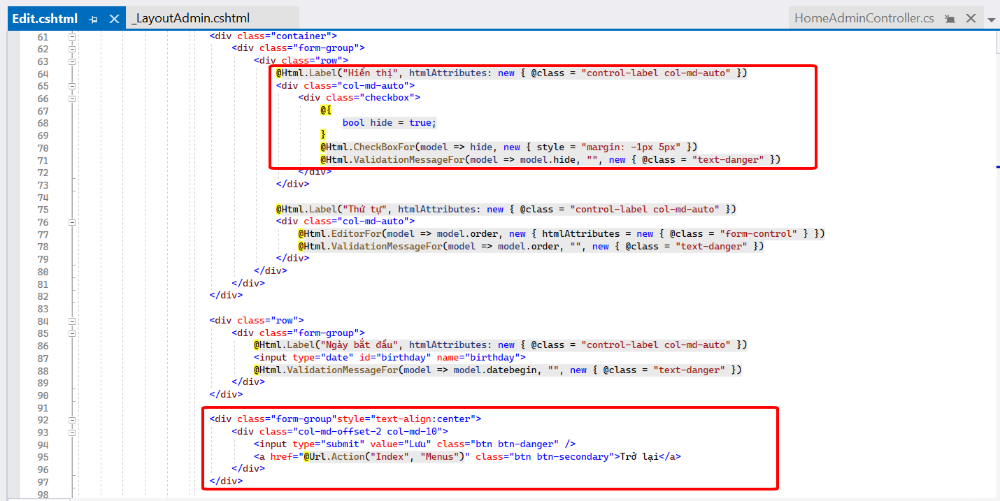 Edit.cshtml
_LayoutAdmin.cshtml
HomeAdminController.cs
61 <div class="container">
62 <div class="form-group">
63 <div class="row">
64 @Html.Label("Hiển thị", htmlAttributes: new { @class = "control-label col-md-auto" })
65 <div class="col-md-auto">
66 <div class="checkbox">
67 @{
68 bool hide = true;
69 }
70 @Html.CheckBoxFor(model => hide, new { style = "margin: -1px 5px" })
71 @Html.ValidationMessageFor(model => model.hide, "", new { @class = "text-danger" })
72 </div>
73 </div>
74
75 @Html.Label("Thứ tự", htmlAttributes: new { @class = "control-label col-md-auto" })
76 <div class="col-md-auto">
77 @Html.EditorFor(model => model.order, new { htmlAttributes = new { @class = "form-control" } })
78 @Html.ValidationMessageFor(model => model.order, "", new { @class = "text-danger" })
79 </div>
80 </div>
81 </div>
82 </div>
83
84 <div class="row">
85 <div class="form-group">
86 @Html.Label("Ngày bắt đầu", htmlAttributes: new { @class = "control-label col-md-auto" })
87 <input type="date" id="birthday" name="birthday">
88 @Html.ValidationMessageFor(model => model.datebegin, "", new { @class = "text-danger" })
89 </div>
90 </div>
91
92 <div class="form-group"style="text-align:center">
93 <div class="col-md-offset-2 col-md-10">
94 <input type="submit" value="Lưu" class="btn btn-danger" />
95 <a href="@Url.Action("Index", "Menus")" class="btn btn-secondary">Trở lại</a>
96 </div>
97 </div>
98